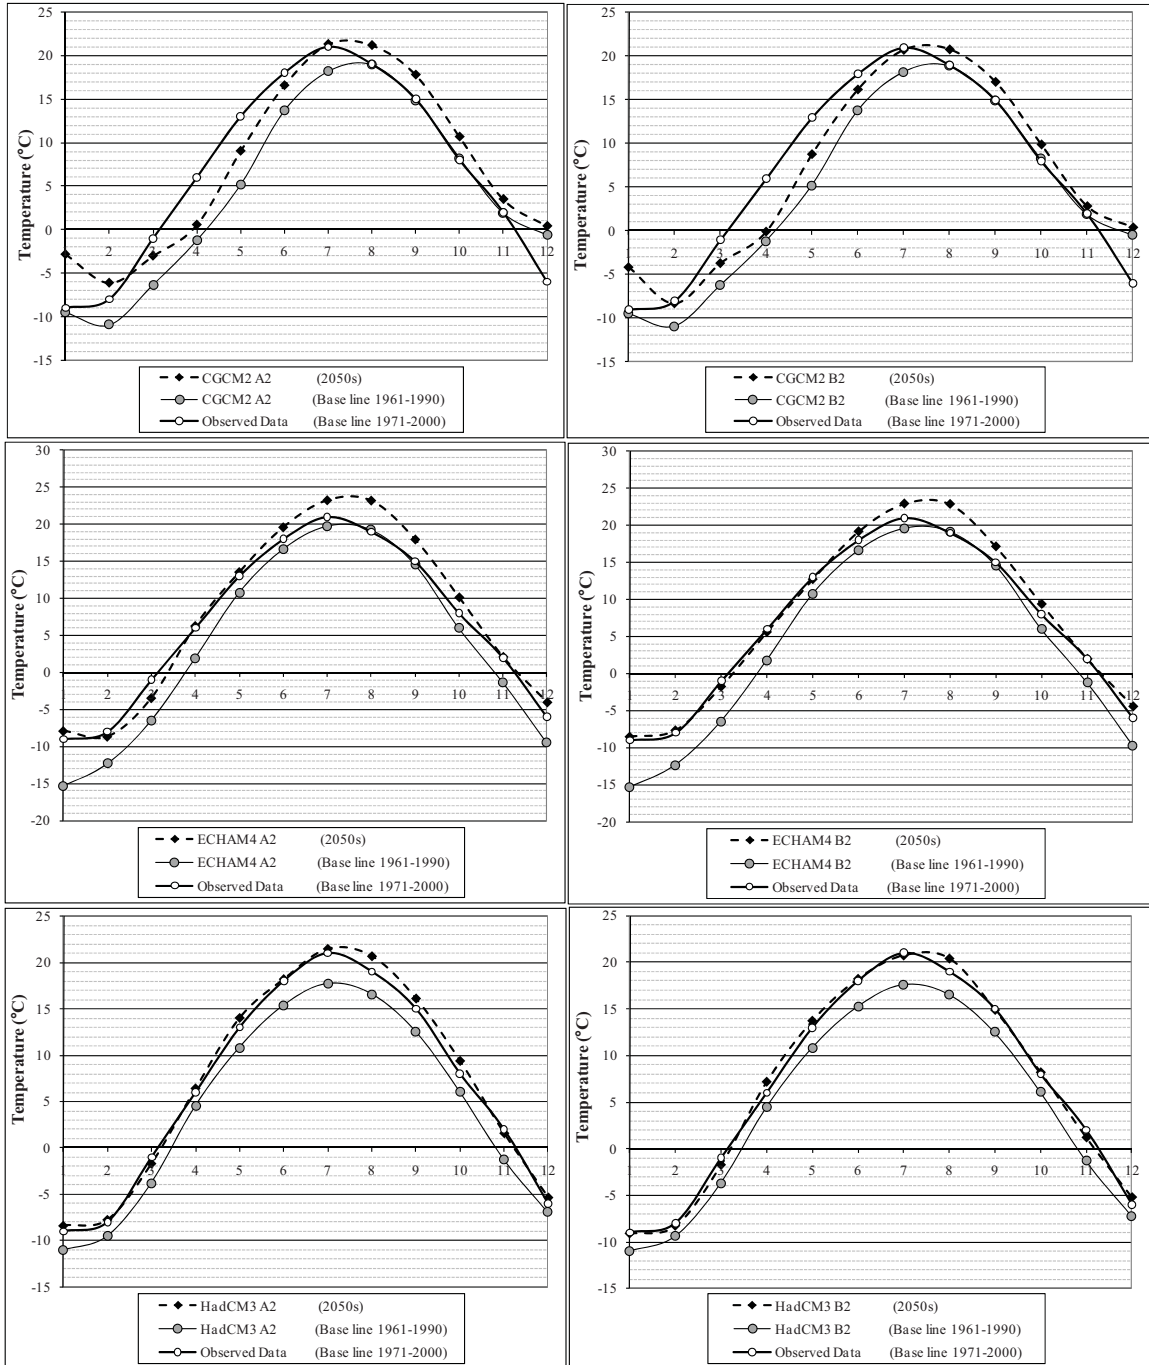 25
20
15
10
5
0
-5
-10
-15
Temperature (°C)
2 3 4 5 6 7 8 9 10 11 12
CGCM2 A2 (2050s)
CGCM2 A2 (Base line 1961-1990)
Observed Data (Base line 1971-2000)
25
20
15
10
5
0
-5
-10
-15
Temperature (°C)
1 2 3 4 5 6 7 8 9 10 11 12
CGCM2 B2 (2050s)
CGCM2 B2 (Base line 1961-1990)
Observed Data (Base line 1971-2000)
30
25
20
15
10
5
0
-5
-10
-15
-20
Temperature (°C)
2 3 4 5 6 7 8 9 10 11 12
ECHAM4 A2 (2050s)
ECHAM4 A2 (Base line 1961-1990)
Observed Data (Base line 1971-2000)
30
25
20
15
10
5
0
-5
-10
-15
-20
Temperature (°C)
1 2 3 4 5 6 7 8 9 10 11 12
ECHAM4 B2 (2050s)
ECHAM4 B2 (Base line 1961-1990)
Observed Data (Base line 1971-2000)
25
20
15
10
5
0
-5
-10
-15
Temperature (°C)
2 3 4 5 6 7 8 9 10 11 12
HadCM3 A2 (2050s)
HadCM3 A2 (Base line 1961-1990)
Observed Data (Base line 1971-2000)
25
20
15
10
5
0
-5
-10
-15
Temperature (°C)
1 2 3 4 5 6 7 8 9 10 11 12
HadCM3 B2 (2050s)
HadCM3 B2 (Base line 1961-1990)
Observed Data (Base line 1971-2000)